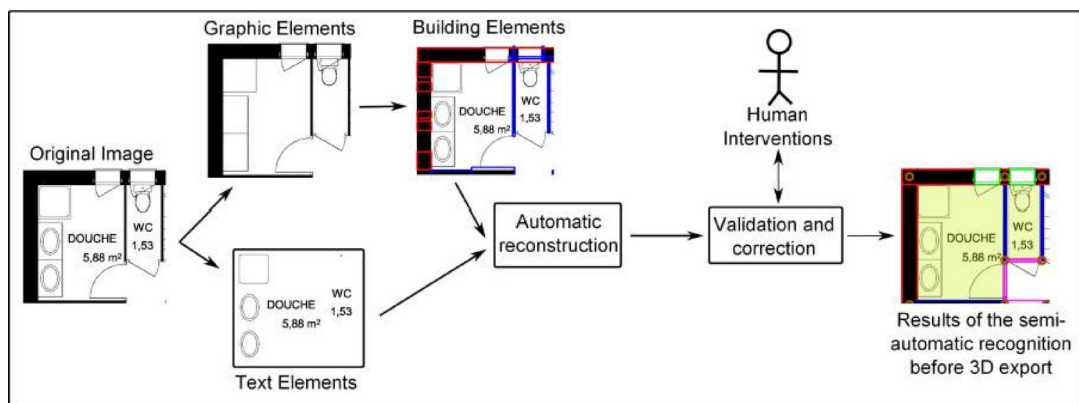 Graphic Elements
Building Elements
DOUCHE
5,88 m²
WC
1,53
Human
Interventions
Original Image
DOUCHE
5,88 m²
WC
1,53
Automatic
reconstruction
Validation and
correction
DOUCHE
5,88 m²
WC
1,53
WC
1,53
DOUCHE
5,88 m²
Text Elements
Results of the semi-
automatic recognition
before 3D export